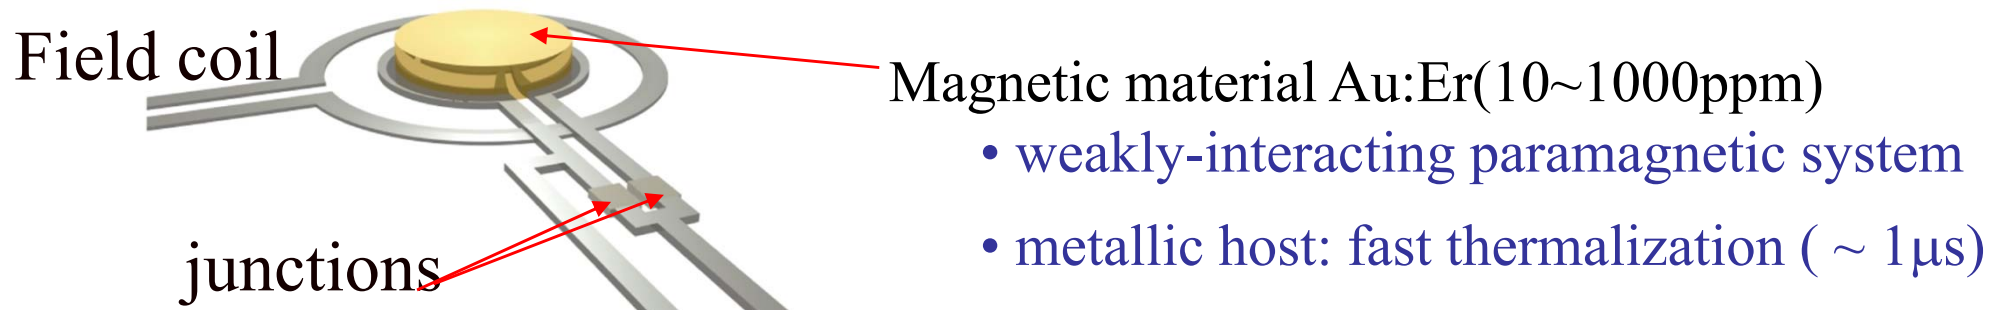 Field coil
Magnetic material Au:Er(10~1000ppm)
• weakly-interacting paramagnetic system
• metallic host: fast thermalization ( ~ 1μs)
junctions